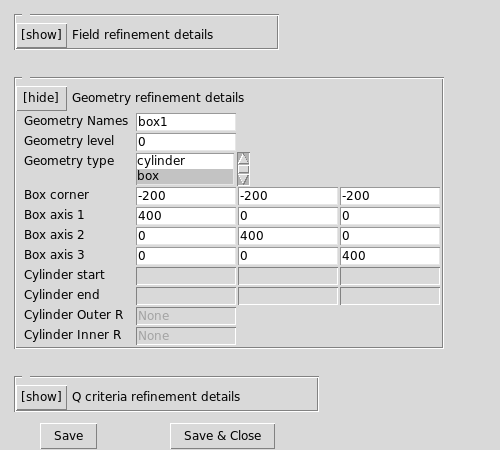 [show] Field refinement details
[hide] Geometry refinement details
Geometry Names box1
Geometry level 0
Geometry type cylinder
box
Box corner -200 -200 -200
Box axis 1 400 0 0
Box axis 2 0 400 0
Box axis 3 0 0 400
Cylinder start
Cylinder end
Cylinder Outer R None
Cylinder Inner R None
[show] Q criteria refinement details
Save Save & Close